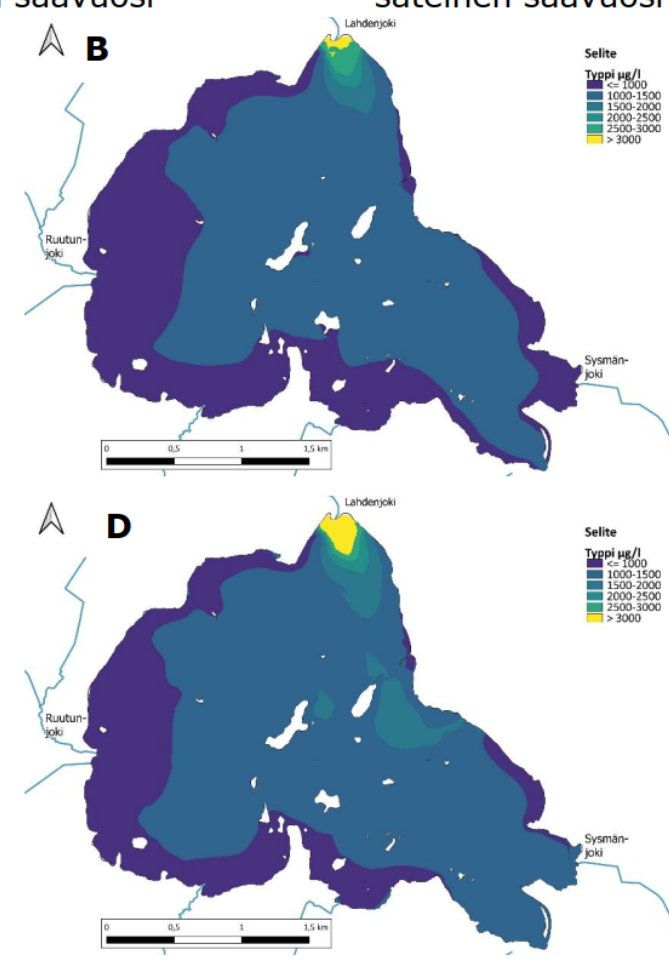 säävuosi
sateinen säävuosi
Lahdenjoki
B
Selite
Typpi µg/l
<= 1000
1000-1500
1500-2000
2000-2500
2500-3000
> 3000
Ruutun-
joki
Sysmän-
joki
0 0,5 1 1,5 km
Lahdenjoki
D
Selite
Typpi µg/l
<= 1000
1000-1500
1500-2000
2000-2500
2500-3000
> 3000
Ruutun-
joki
Sysmän-
joki
0 0,5 1 1,5 km